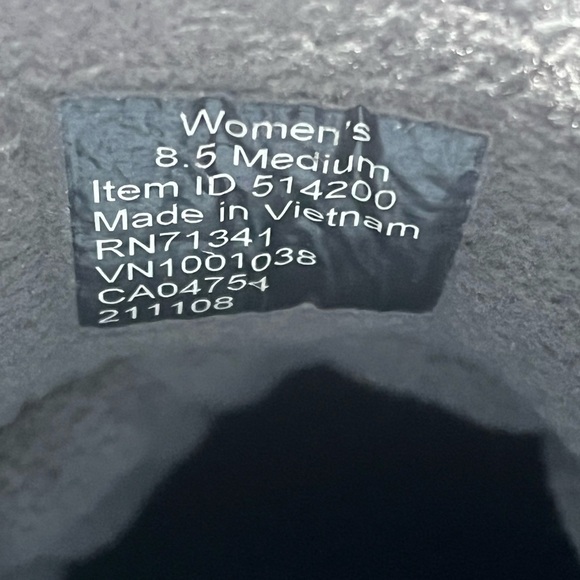 Women's
8.5 Medium
Item ID 514200
Made in Vietnam
RN71341
VN1001038
CA04754
211108